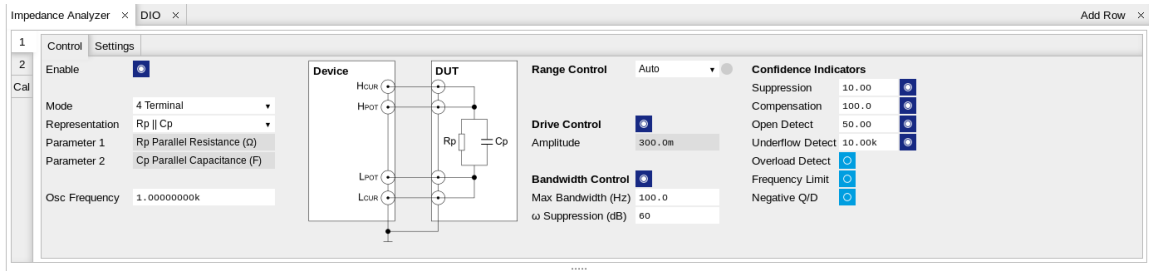 Impedance Analyzer × DIO × Add Row ×
1 Control Settings
2 Enable
Cal
Mode 4 Terminal
Representation Rp || Cp
Parameter 1 Rp Parallel Resistance (Ω)
Parameter 2 Cp Parallel Capacitance (F)
Osc Frequency 1.00000000k
Device DUT
HCUR
HPOT
Rp Cp
LPOT
LCUR
Range Control Auto
Drive Control
Amplitude 300.0m
Bandwidth Control
Max Bandwidth (Hz) 100.0
ω Suppression (dB) 60
Confidence Indicators
Suppression 10.00
Compensation 100.0
Open Detect 50.00
Underflow Detect 10.00k
Overload Detect
Frequency Limit
Negative Q/D